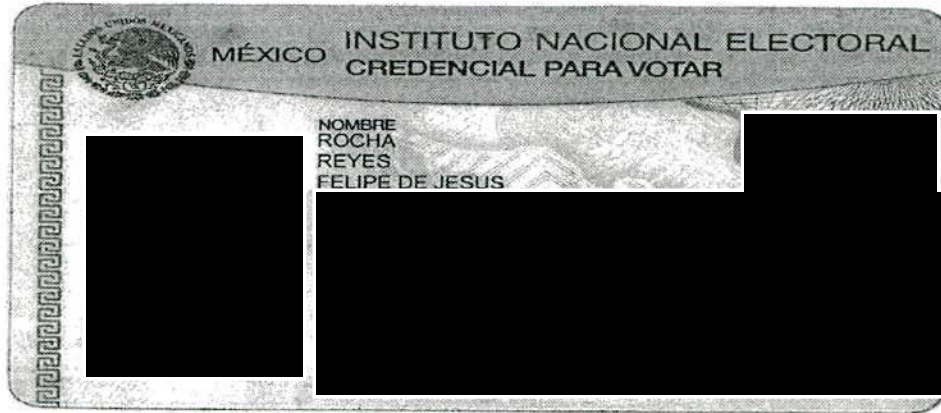 MÉXICO
INSTITUTO NACIONAL ELECTORAL
CREDENCIAL PARA VOTAR
NOMBRE
ROCHA
REYES
FELIPE DE JESUS